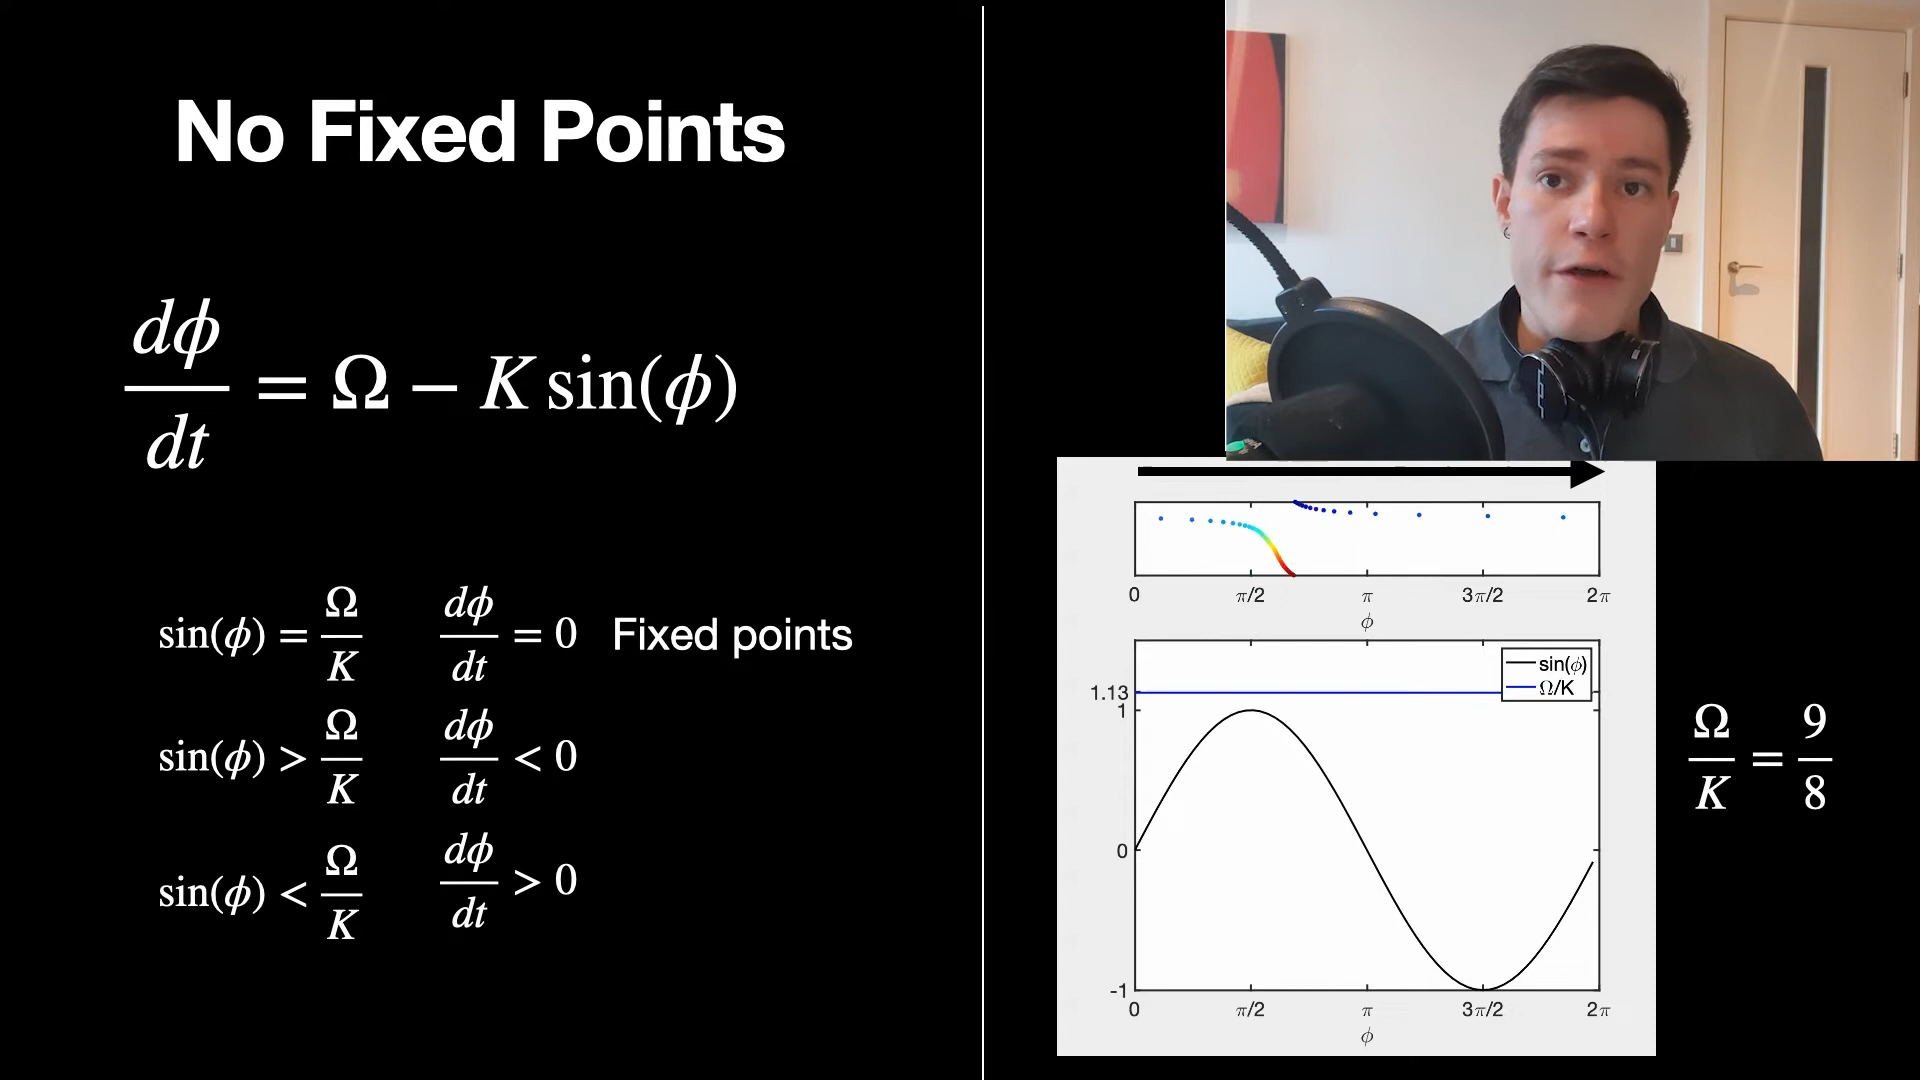 No Fixed Points
dϕ/dt = Ω − K sin(ϕ)
sin(ϕ) = Ω/K dϕ/dt = 0 Fixed points
sin(ϕ) > Ω/K dϕ/dt < 0
sin(ϕ) < Ω/K dϕ/dt > 0
0 π/2 π 3π/2 2π
ϕ
sin(ϕ)
Ω/K
1.13
1
0
-1
0 π/2 π 3π/2 2π
ϕ
Ω/K = 9/8